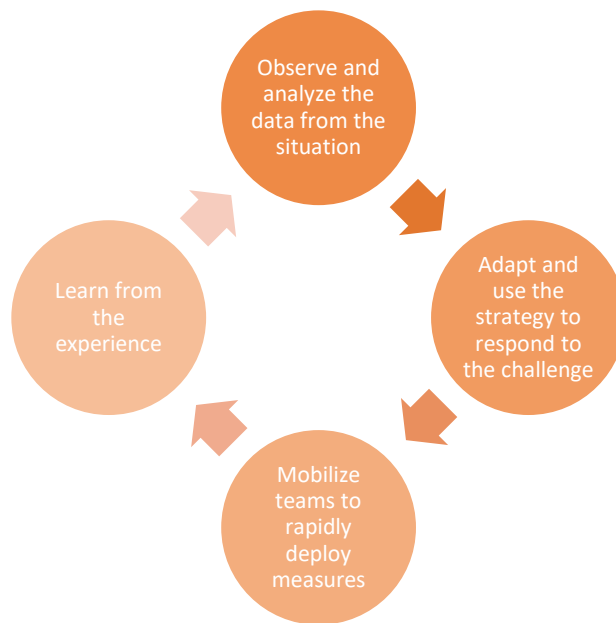 Observe and
analyze the
data from the
situation
Adapt and
use the
strategy to
respond to
the challenge
Mobilize
teams to
rapidly
deploy
measures
Learn from
the
experience